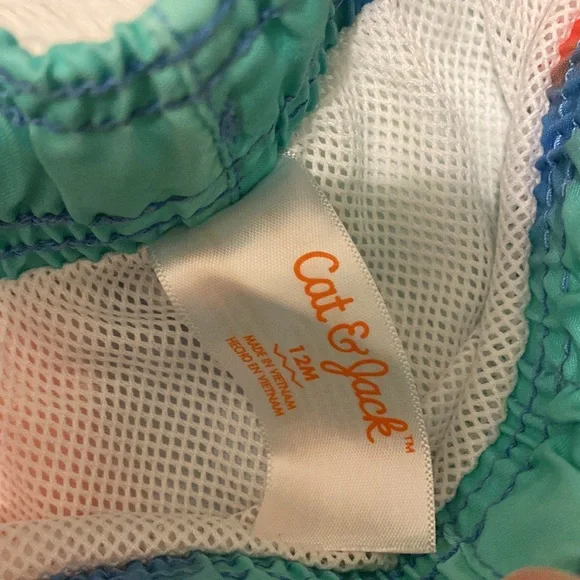 Cat & Jack™
12M
MADE IN VIETNAM
HECHO EN VIETNAM